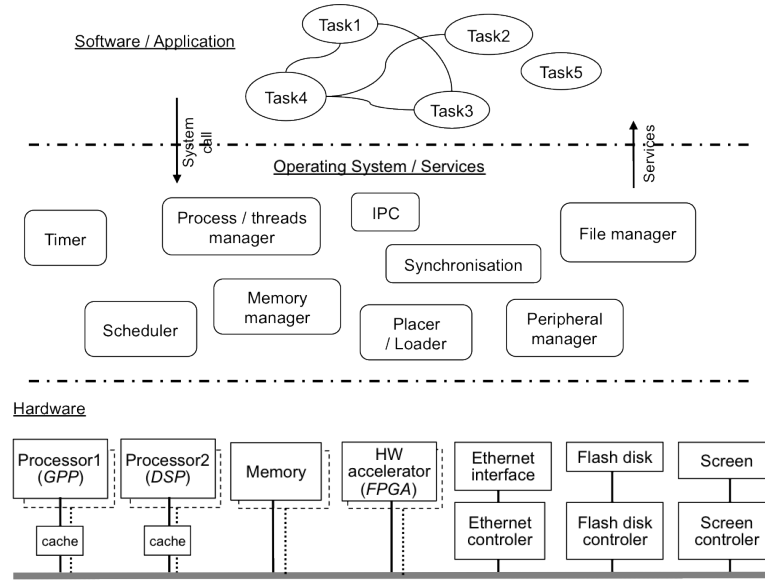 Software / Application
Task1
Task2
Task5
Task4
Task3
System
call
Services
Operating System / Services
Timer
Process / threads
manager
IPC
File manager
Synchronisation
Scheduler
Memory
manager
Placer
/ Loader
Peripheral
manager
Hardware
Processor1
(GPP)
Processor2
(DSP)
Memory
HW
accelerator
(FPGA)
Ethernet
interface
Flash disk
Screen
cache
cache
Ethernet
controler
Flash disk
controler
Screen
controler